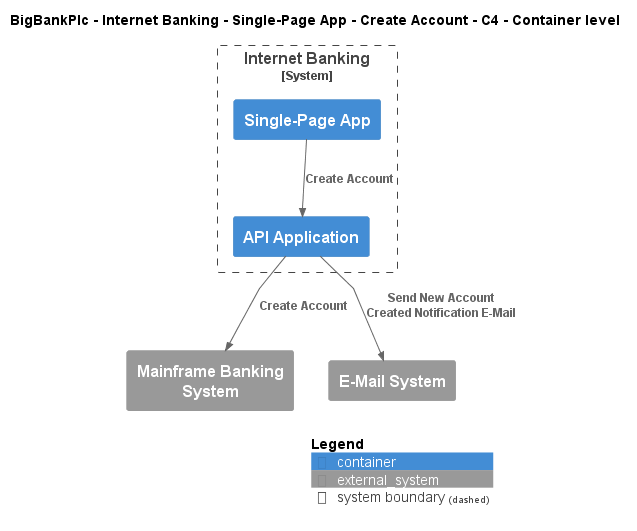 BigBankPlc - Internet Banking - Single-Page App - Create Account - C4 - Container level
Internet Banking
[System]
Single-Page App
Create Account
API Application
Create Account
Send New Account
Created Notification E-Mail
Mainframe Banking
System
E-Mail System
Legend
container
external_system
system boundary (dashed)